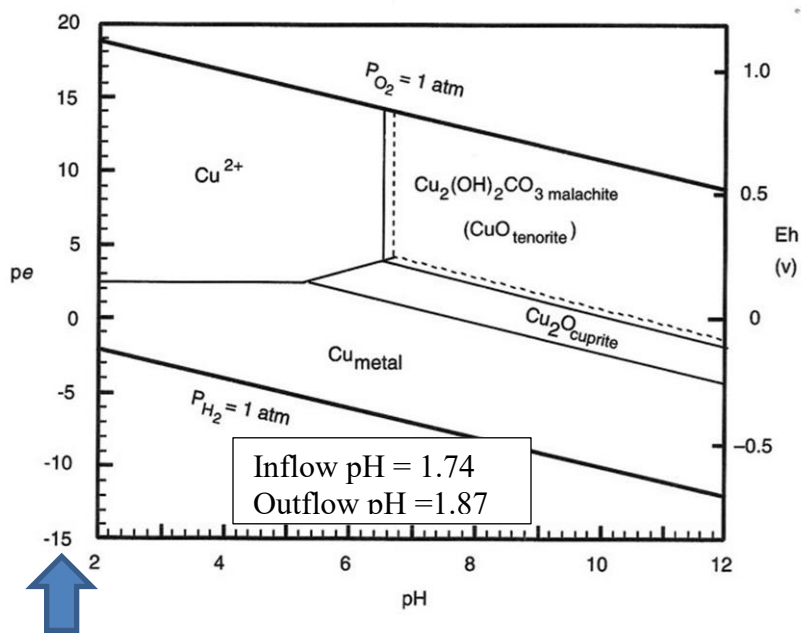 20
15
10
5
0
-5
-10
-15
pe
P_O₂ = 1 atm
1.0
0.5
0
−0.5
Eh
(v)
Cu ²⁺
Cu₂(OH)₂CO₃ malachite
(CuO tenorite)
Cu₂O cuprite
Cu metal
P_H₂ = 1 atm
Inflow pH = 1.74
Outflow pH =1.87
2 4 6 8 10 12
pH